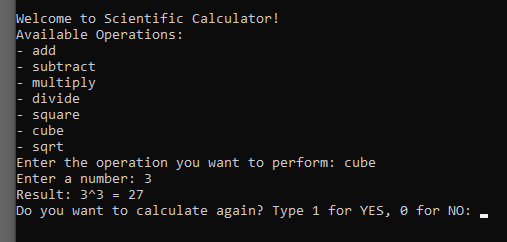 Welcome to Scientific Calculator!
Available Operations:
- add
- subtract
- multiply
- divide
- square
- cube
- sqrt
Enter the operation you want to perform: cube
Enter a number: 3
Result: 3^3 = 27
Do you want to calculate again? Type 1 for YES, 0 for NO: